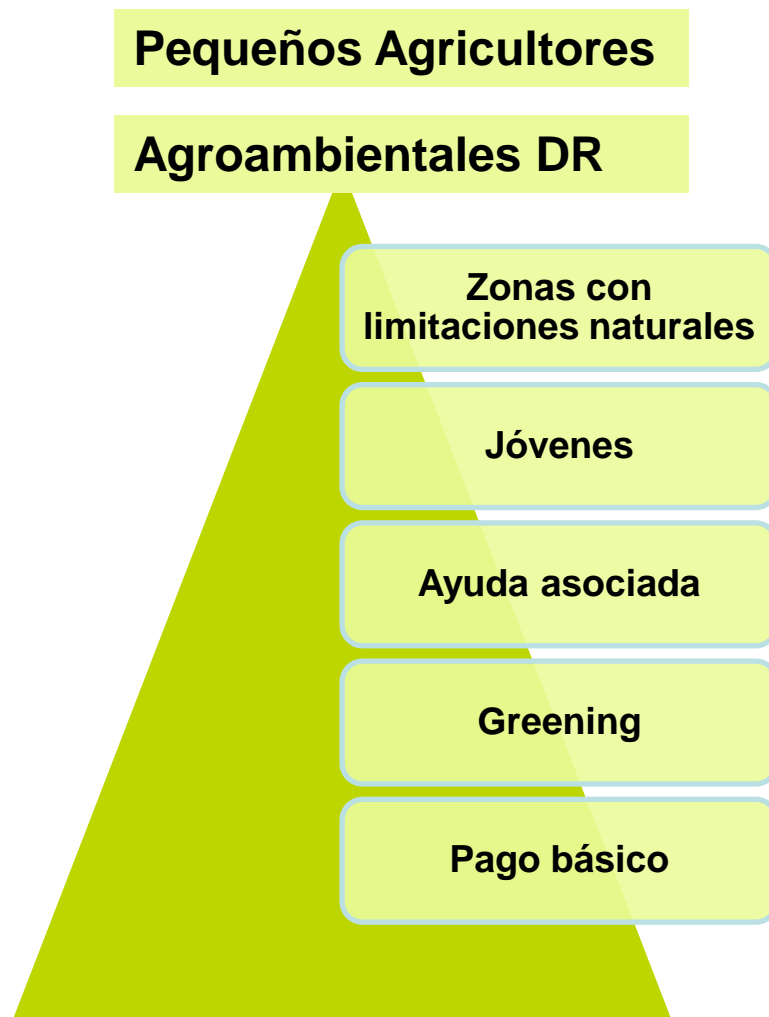 Pequeños Agricultores
Agroambientales DR
Zonas con
limitaciones naturales
Jóvenes
Ayuda asociada
Greening
Pago básico